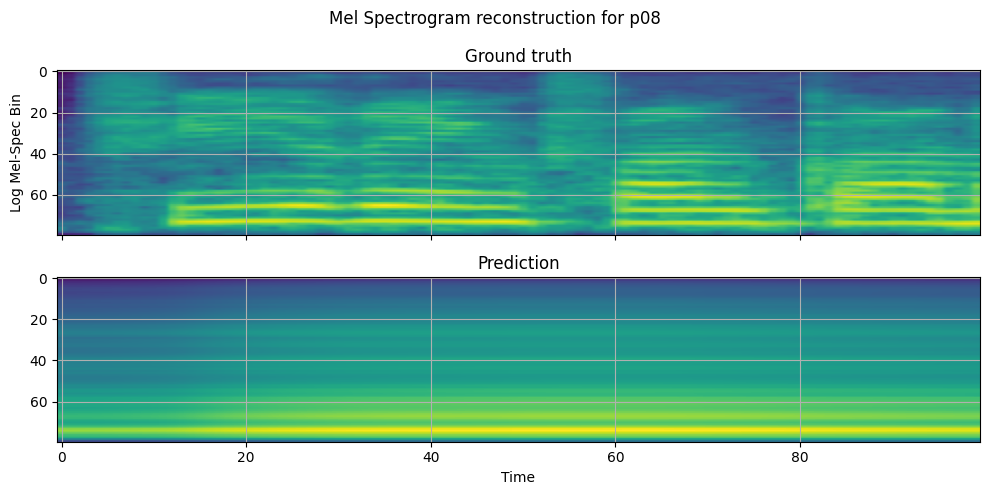 Mel Spectrogram reconstruction for p08
Ground truth
0
20
40
60
Log Mel-Spec Bin
Prediction
0
20
40
60
0 20 40 60 80
Time